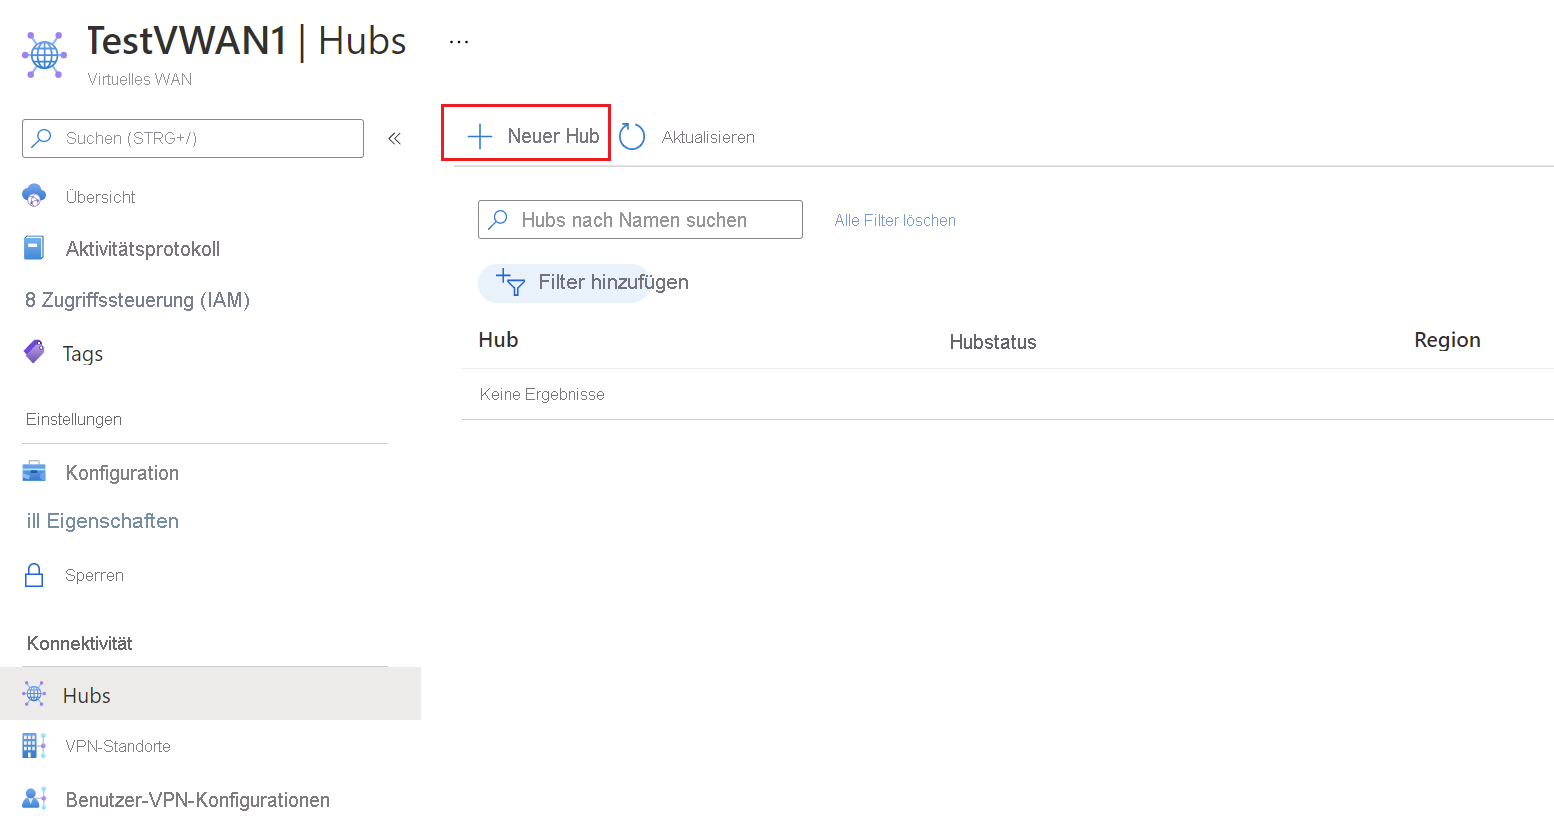 TestVWAN1 | Hubs ...
Virtuelles WAN
Suchen (STRG+/) «
Übersicht
Aktivitätsprotokoll
8 Zugriffssteuerung (IAM)
Tags
Einstellungen
Konfiguration
ill Eigenschaften
Sperren
Konnektivität
Hubs
VPN-Standorte
Benutzer-VPN-Konfigurationen
Neuer Hub Aktualisieren
Hubs nach Namen suchen Alle Filter löschen
Filter hinzufügen
Hub Hubstatus Region
Keine Ergebnisse